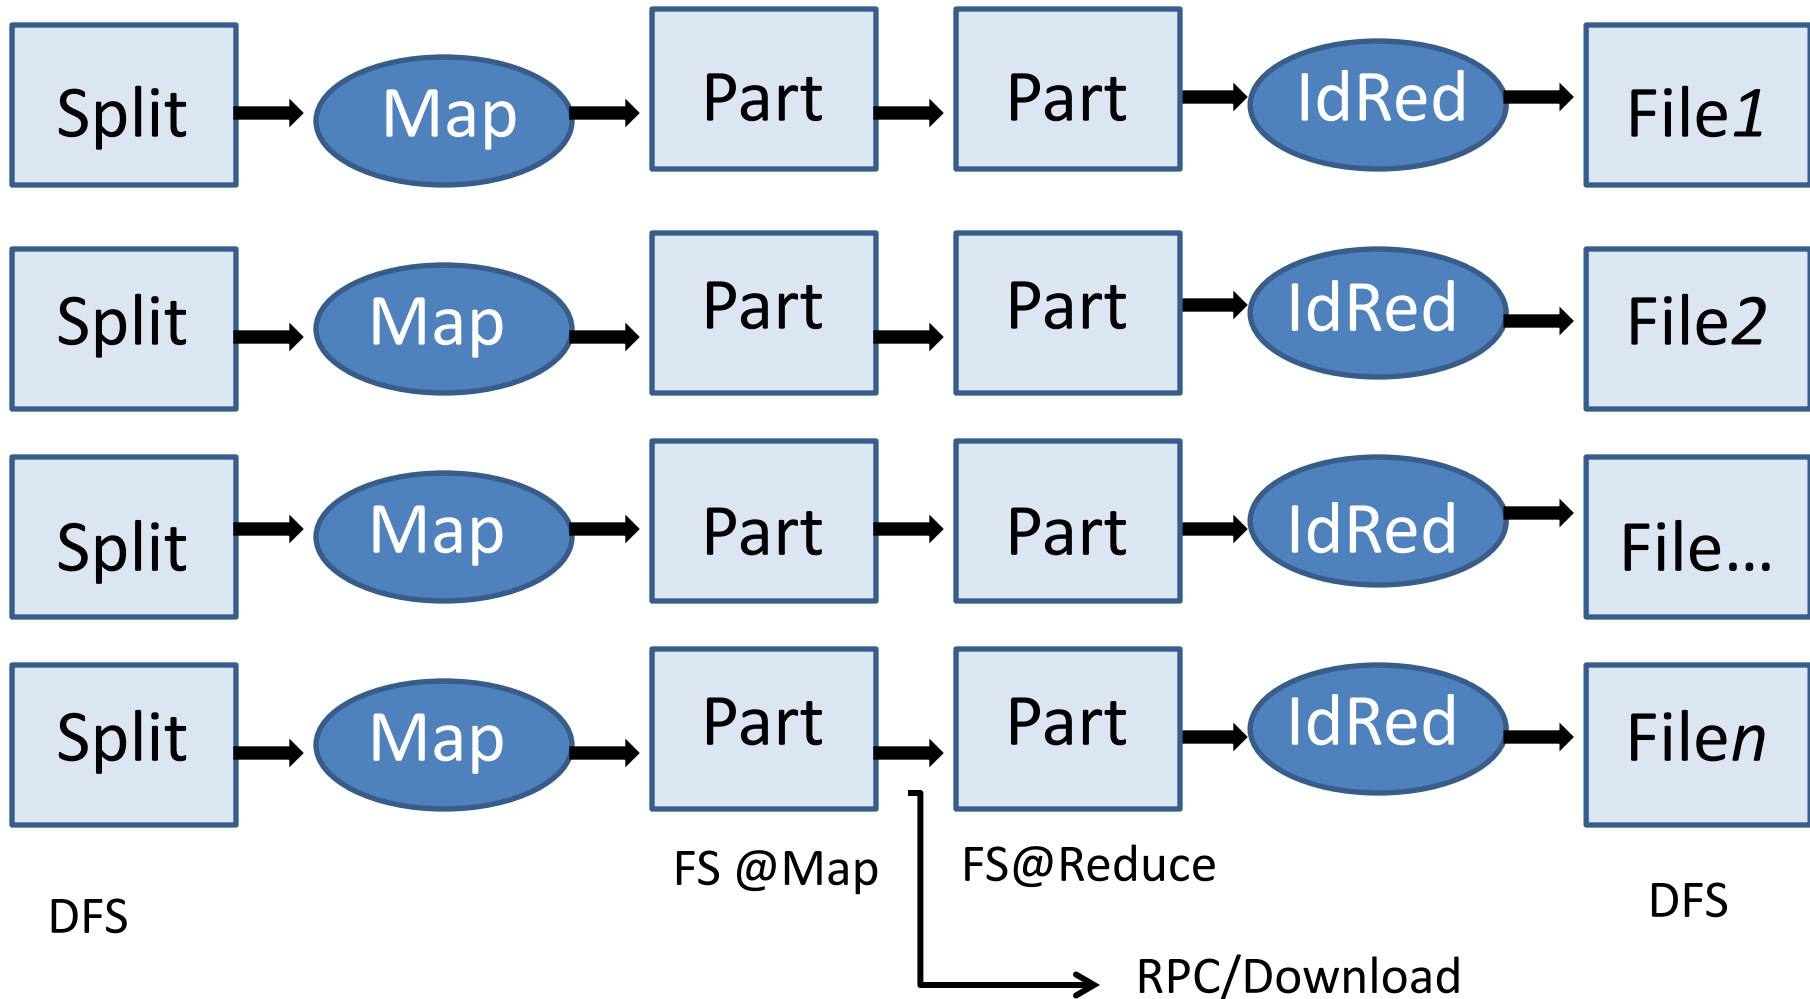 Split Map Part Part IdRed File1
Split Map Part Part IdRed File2
Split Map Part Part IdRed File...
Split Map Part Part IdRed Filen
FS @Map FS@Reduce
DFS DFS
RPC/Download